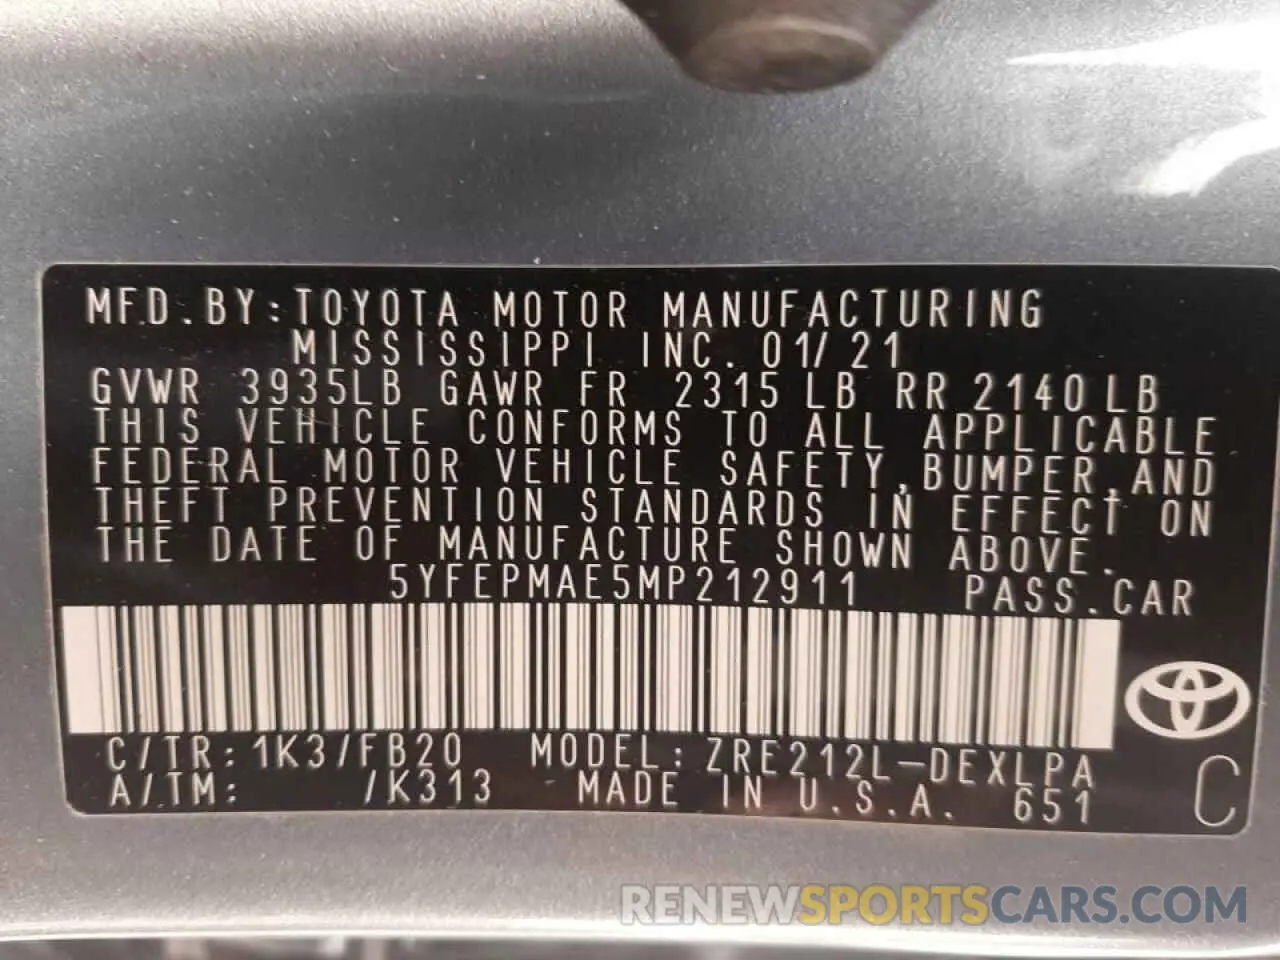 MFD.BY:TOYOTA MOTOR MANUFACTURING
MISSISSIPPI INC. 01/21
GVWR 3935LB GAWR FR 2315LB RR 2140LB
THIS VEHICLE CONFORMS TO ALL APPLICABLE
FEDERAL MOTOR VEHICLE SAFETY,BUMPER,AND
THEFT PREVENTION STANDARDS IN EFFECT ON
THE DATE OF MANUFACTURE SHOWN ABOVE.
5YFEPMAE5MP212911 PASS.CAR
C/TR:1K3/FB20 MODEL:ZRE212L-DEXLPA
A/TM: /K313 MADE IN U.S.A. 651
C
RENEWSPORTSCARS.COM